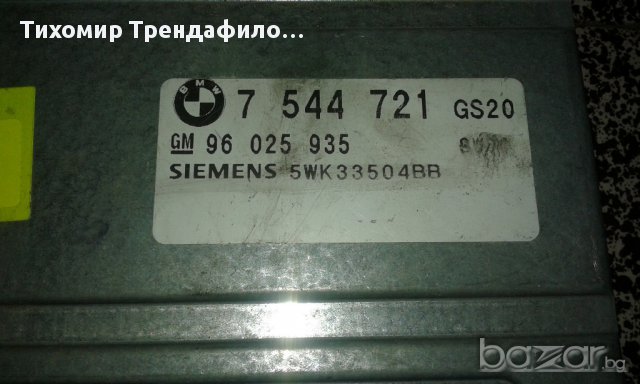 Тихомир Трендафило...
BMW 7 544 721 GS20
GM 96 025 935
SIEMENS 5WK33504BB
bazar.bg